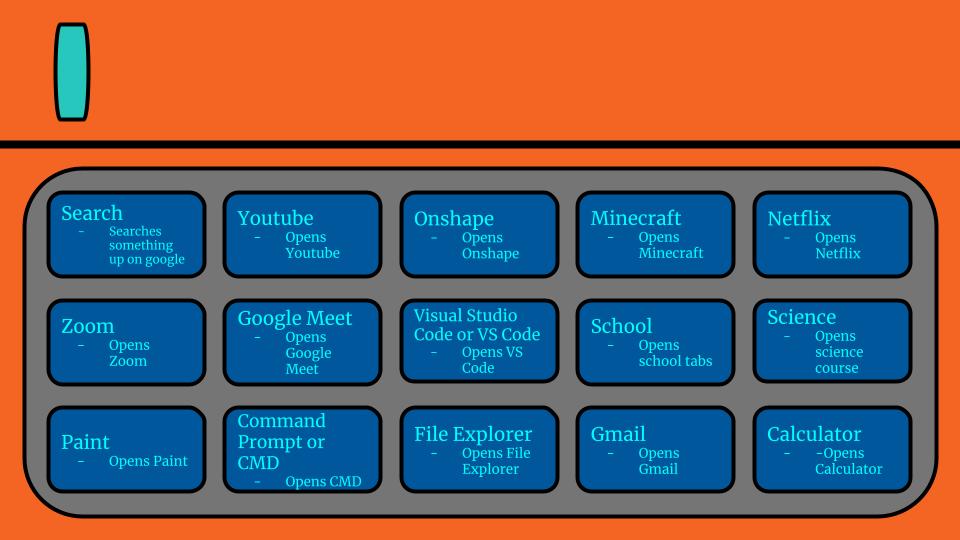 Search
- Searches
something
up on google
Youtube
- Opens
Youtube
Onshape
- Opens
Onshape
Minecraft
- Opens
Minecraft
Netflix
- Opens
Netflix
Zoom
- Opens
Zoom
Google Meet
- Opens
Google
Meet
Visual Studio
Code or VS Code
- Opens VS
Code
School
- Opens
school tabs
Science
- Opens
science
course
Paint
- Opens Paint
Command
Prompt or
CMD
- Opens CMD
File Explorer
- Opens File
Explorer
Gmail
- Opens
Gmail
Calculator
- -Opens
Calculator